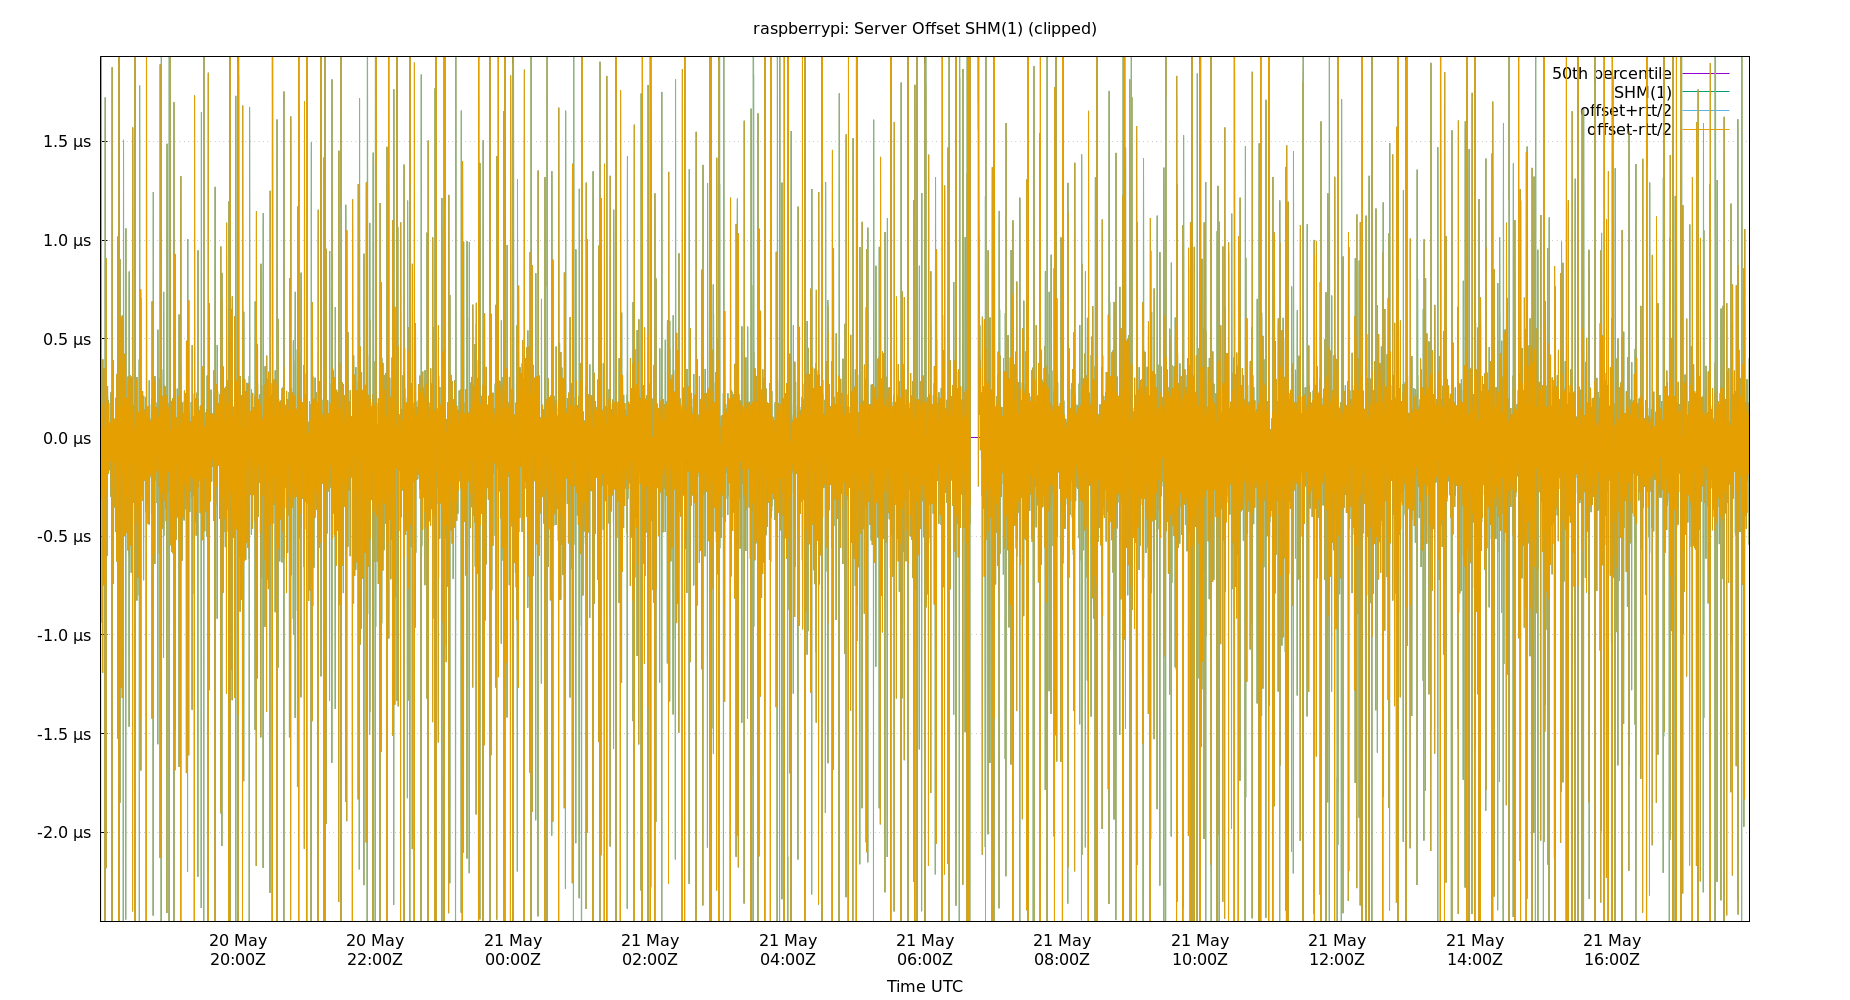 raspberrypi: Server Offset SHM(1) (clipped)
50th percentile
SHM(1)
offset+rtt/2
offset-rtt/2
1.5 µs
1.0 µs
0.5 µs
0.0 µs
-0.5 µs
-1.0 µs
-1.5 µs
-2.0 µs
20 May 20 May 21 May 21 May 21 May 21 May 21 May 21 May 21 May 21 May 21 May
20:00Z 22:00Z 00:00Z 02:00Z 04:00Z 06:00Z 08:00Z 10:00Z 12:00Z 14:00Z 16:00Z
Time UTC